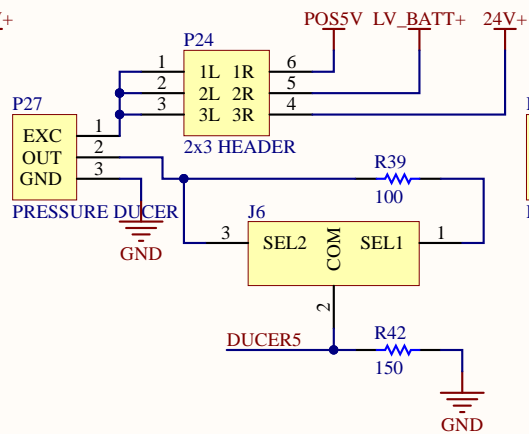 +
P24
POS5V
LV_BATT+
24V+
1
1L 1R
6
2
2L 2R
5
3
3L 3R
4
2x3 HEADER
P27
EXC
1
OUT
2
GND
3
PRESSURE DUCER
GND
R39
100
J6
3
SEL2
COM
SEL1
1
2
DUCER5
R42
150
GND